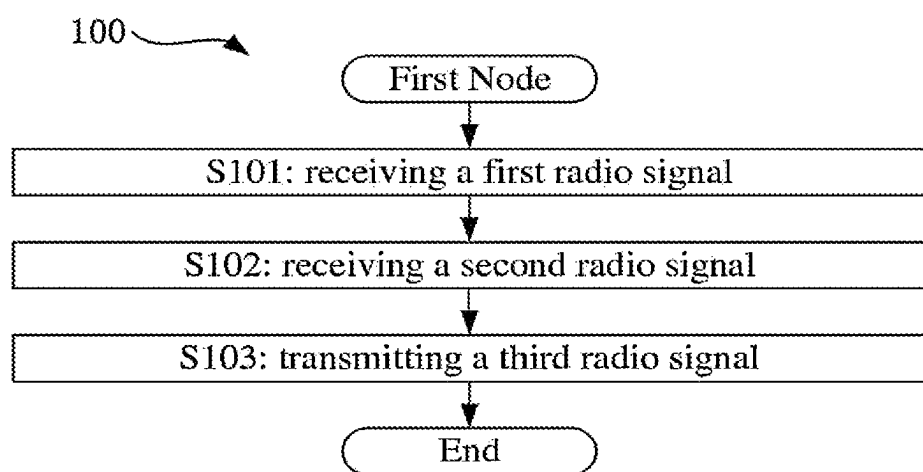 100
First Node
S101: receiving a first radio signal
S102: receiving a second radio signal
S103: transmitting a third radio signal
End